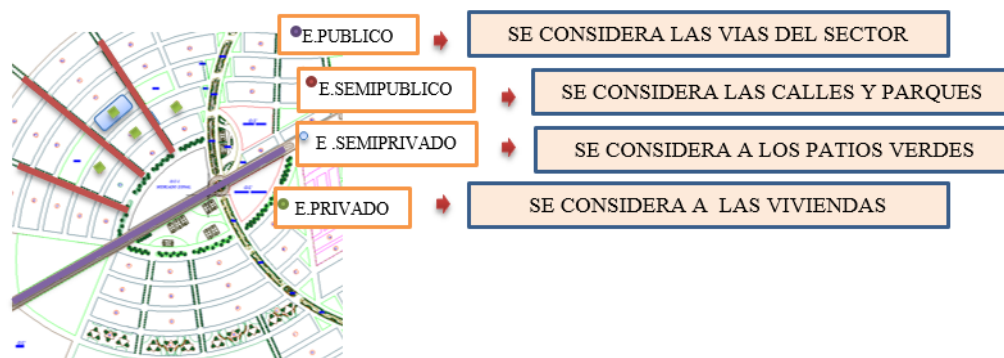 E.PUBLICO
SE CONSIDERA LAS VIAS DEL SECTOR
E.SEMIPUBLICO
SE CONSIDERA LAS CALLES Y PARQUES
E .SEMIPRIVADO
SE CONSIDERA A LOS PATIOS VERDES
E.PRIVADO
SE CONSIDERA A LAS VIVIENDAS